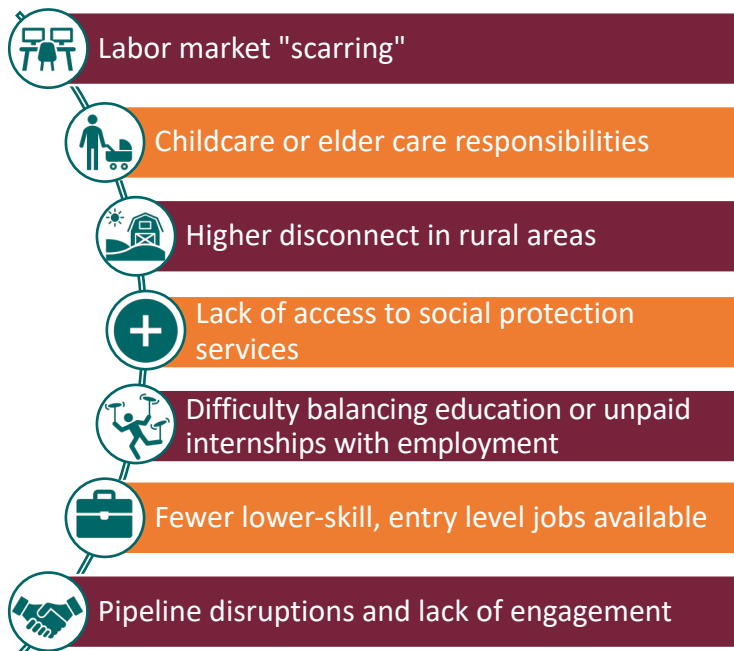 Labor market "scarring"
Childcare or elder care responsibilities
Higher disconnect in rural areas
Lack of access to social protection
services
Difficulty balancing education or unpaid
internships with employment
Fewer lower-skill, entry level jobs available
Pipeline disruptions and lack of engagement